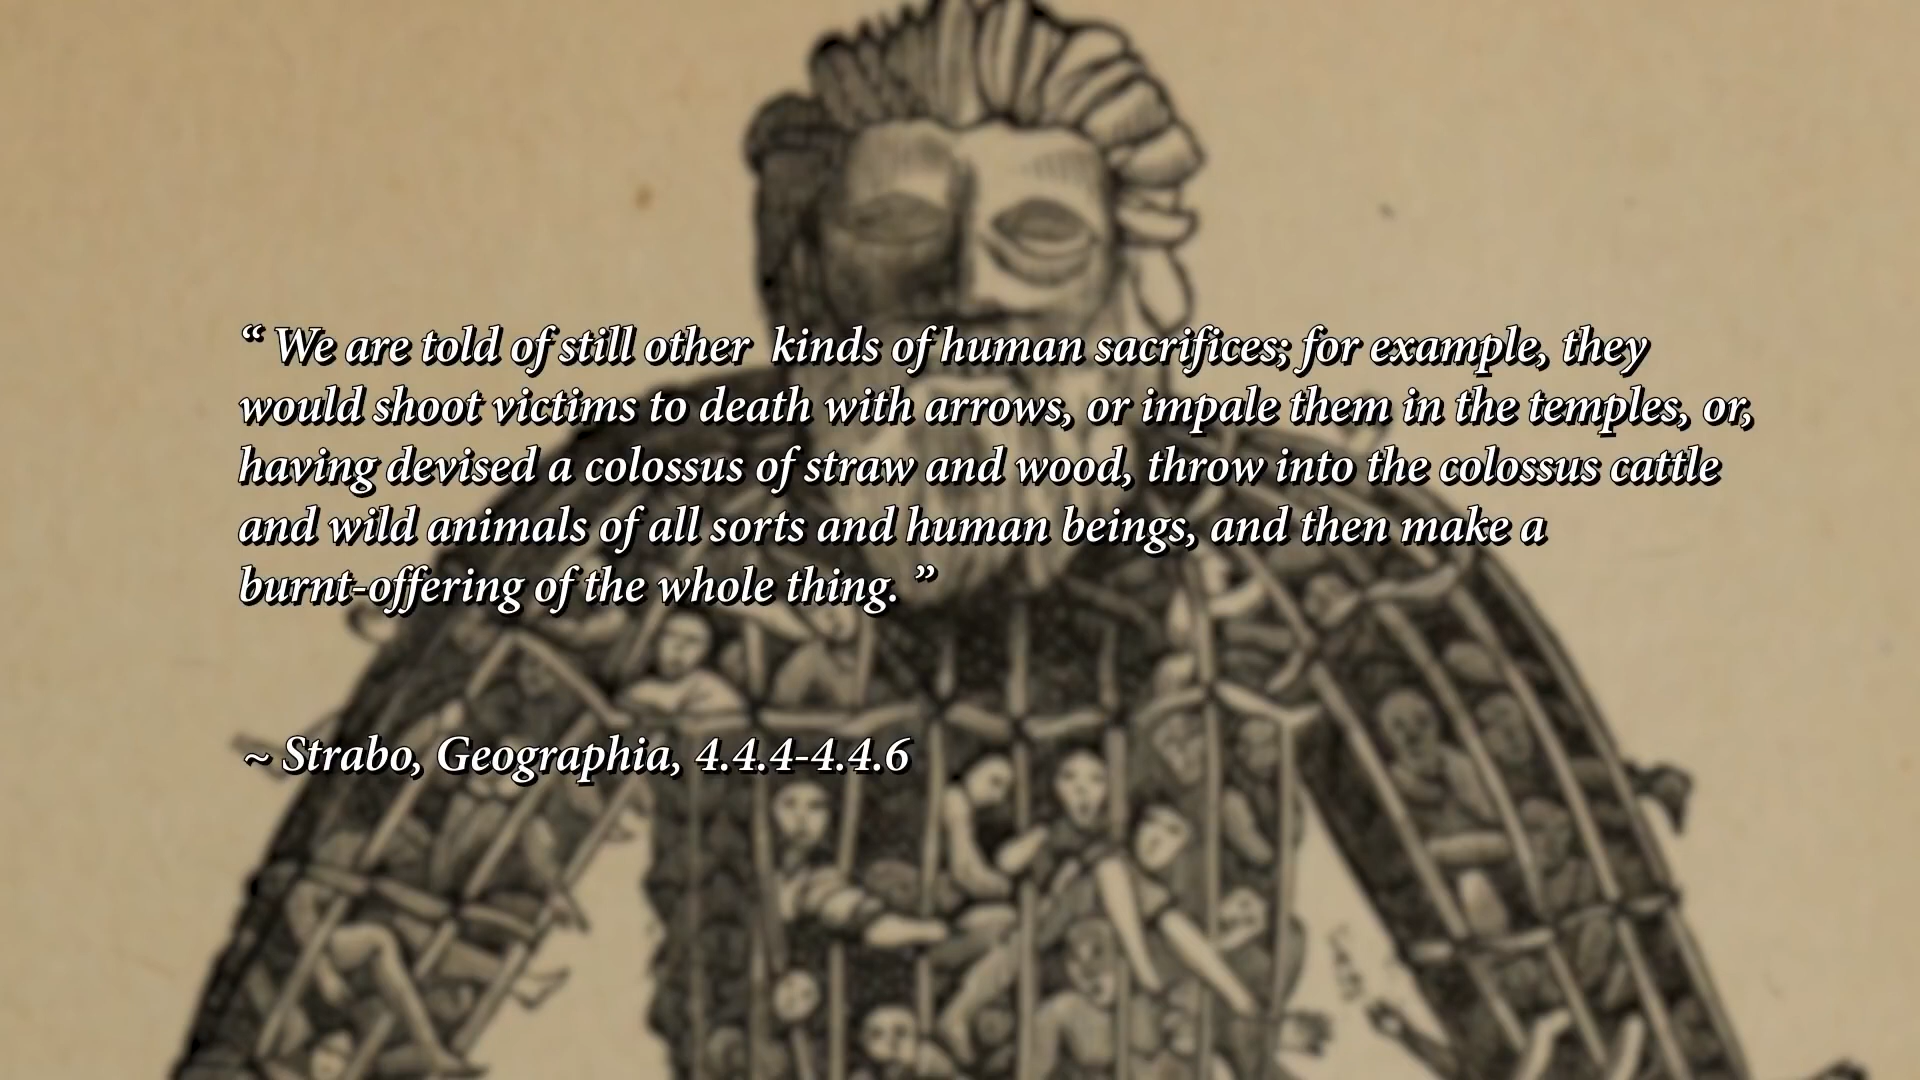 “ We are told of still other  kinds of human sacrifices; for example, they
would shoot victims to death with arrows, or impale them in the temples, or,
having devised a colossus of straw and wood, throw into the colossus cattle
and wild animals of all sorts and human beings, and then make a
burnt-offering of the whole thing. ”
~ Strabo, Geographia, 4.4.4-4.4.6